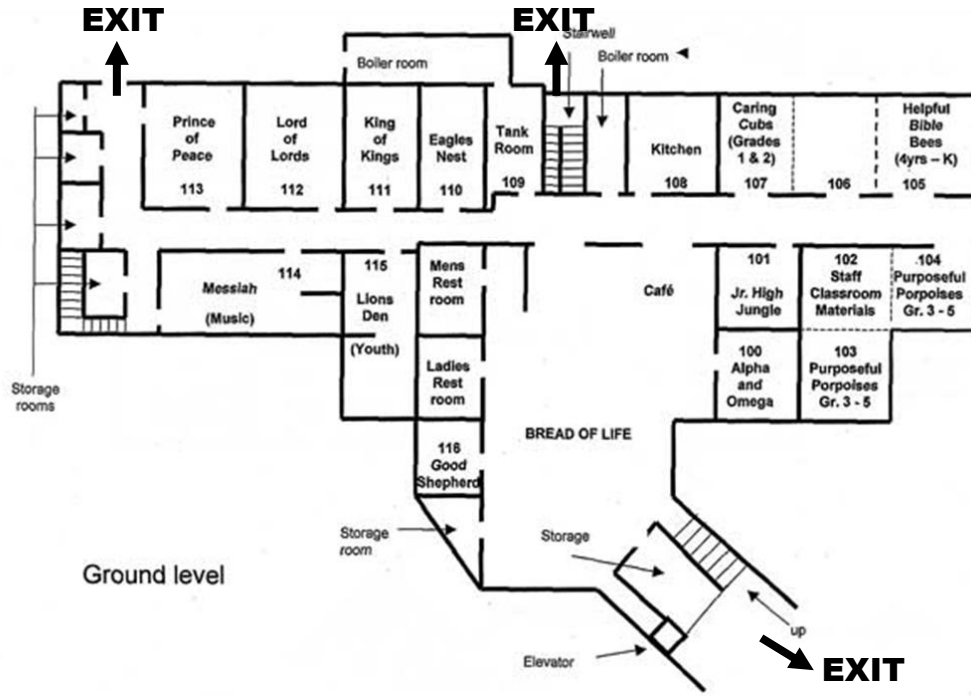 EXIT
EXIT
Stairwell
Boiler room
Boiler room
Prince
of
Peace
113
Lord
of
Lords
112
King
of
Kings
111
Eagles
Nest
110
Tank
Room
109
Kitchen
108
Caring
Cubs
(Grades
1 & 2)
107
106
Helpful
Bible
Bees
(4yrs – K)
105
114
Messiah
(Music)
115
Lions
Den
(Youth)
Mens
Rest
room
Ladies
Rest
room
116
Good
Shepherd
Café
101
Jr. High
Jungle
102
Staff
Classroom
Materials
104
Purposeful
Porpoises
Gr. 3 - 5
100
Alpha
and
Omega
103
Purposeful
Porpoises
Gr. 3 - 5
Storage
rooms
BREAD OF LIFE
Storage
room
Storage
Ground level
up
Elevator
EXIT